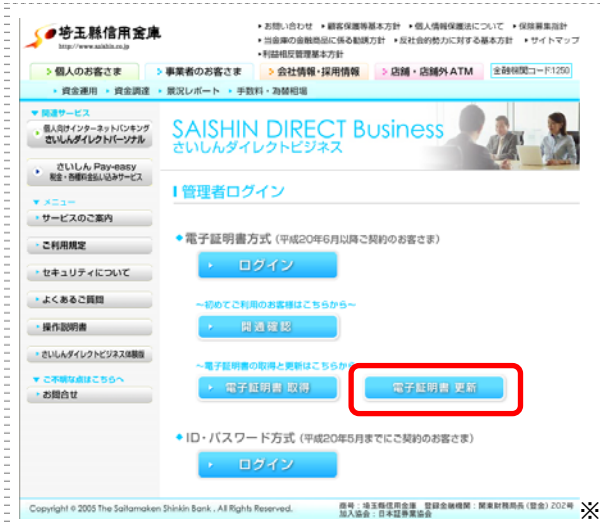 埼玉縣信用金庫
http://www.saishin.co.jp
・お問い合わせ ・顧客保護等基本方針 ・個人情報保護法について ・保険募集指針
・当金庫の金融商品に係る勧誘方針 ・反社会的勢力に対する基本方針 ・サイトマップ
・利益相反管理基本方針
> 個人のお客さま > 事業者のお客さま > 会社情報・採用情報 > 店舗・店舗外ATM 金融機関コード:1250
・資金運用 ・資金調達 ・景況レポート ・手数料・為替相場
▼ 関連サービス
個人向けインターネットバンキング
さいしんダイレクトパーソナル
さいしん Pay-easy
税金・各種料金払い込みサービス
▼ メニュー
サービスのご案内
ご利用規定
セキュリティについて
よくあるご質問
操作説明書
さいしんダイレクトビジネス体験版
▼ ご不明な点はこちらへ
お問合せ
SAISHIN DIRECT Business
さいしんダイレクトビジネス
管理者ログイン
◆電子証明書方式（平成20年6月以降ご契約のお客さま）
ログイン
～初めてご利用のお客様はこちらから～
開通確認
～電子証明書の取得と更新はこちらから
電子証明書 取得 電子証明書 更新
◆ID・パスワード方式（平成20年5月までにご契約のお客さま）
ログイン
Copyright © 2005 The Saitamaken Shinkin Bank . All Rights Reserved.
商号：埼玉縣信用金庫 登録金融機関：関東財務局長（登金）202号
加入協会：日本証券業協会
※